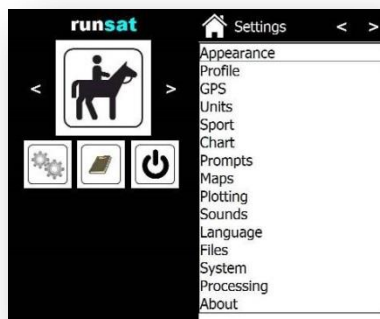 runsat
< >
Settings < >
Appearance
Profile
GPS
Units
Sport
Chart
Prompts
Maps
Plotting
Sounds
Language
Files
System
Processing
About